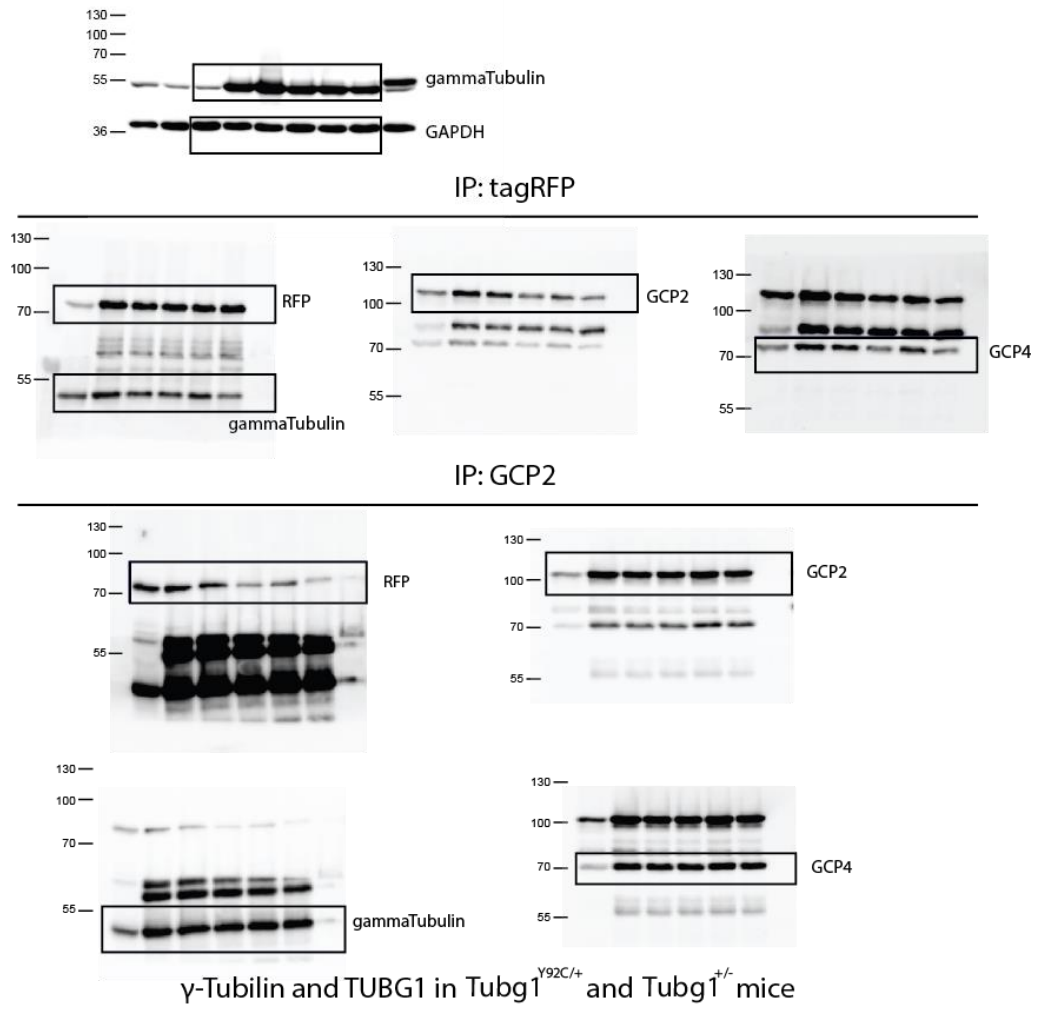 130
100
70
55
gammaTubulin
36
GAPDH
IP: tagRFP
130
100
70
RFP
55
gammaTubulin
130
100
GCP2
70
55
130
100
70
GCP4
55
IP: GCP2
130
100
70
RFP
55
130
100
GCP2
70
55
130
100
70
55
gammaTubulin
130
100
70
GCP4
55
γ-Tubilin and TUBG1 in Tubg1Y92C/+ and Tubg1+/- mice